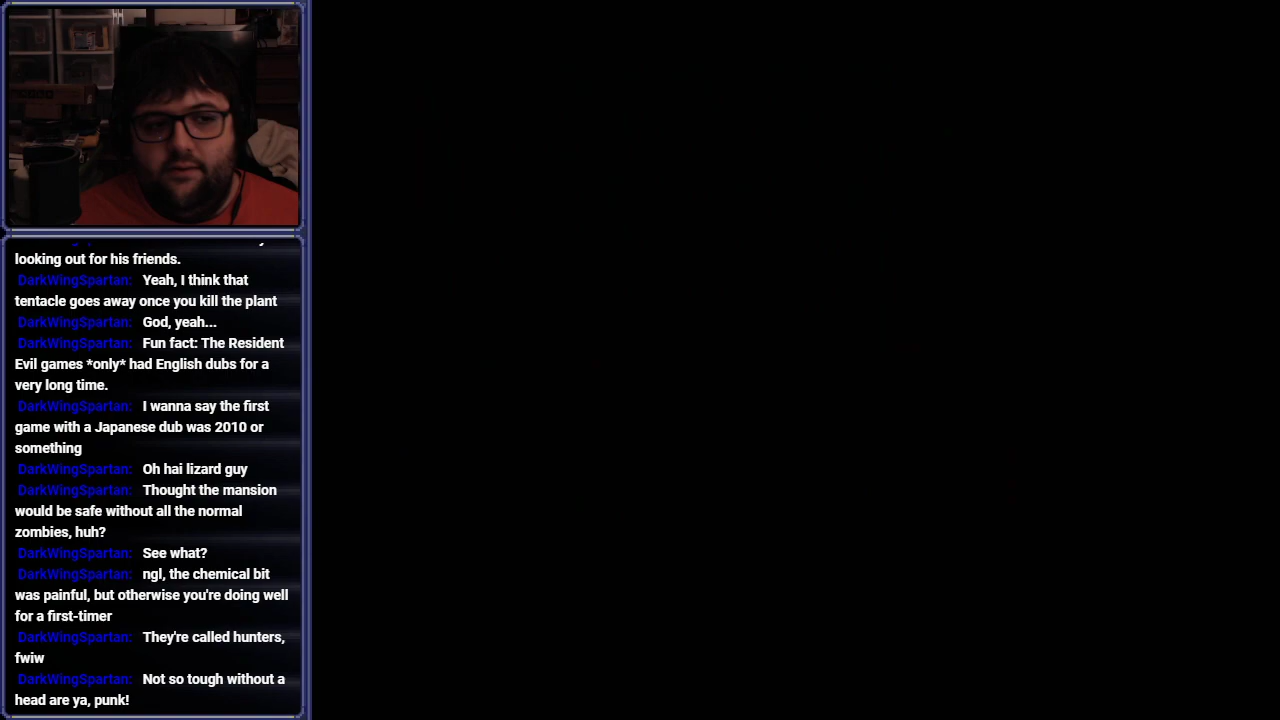 looking out for his friends.
DarkWingSpartan: Yeah, I think that
tentacle goes away once you kill the plant
DarkWingSpartan: God, yeah...
DarkWingSpartan: Fun fact: The Resident
Evil games *only* had English dubs for a
very long time.
DarkWingSpartan: I wanna say the first
game with a Japanese dub was 2010 or
something
DarkWingSpartan: Oh hai lizard guy
DarkWingSpartan: Thought the mansion
would be safe without all the normal
zombies, huh?
DarkWingSpartan: See what?
DarkWingSpartan: ngl, the chemical bit
was painful, but otherwise you're doing well
for a first-timer
DarkWingSpartan: They're called hunters,
fwiw
DarkWingSpartan: Not so tough without a
head are ya, punk!